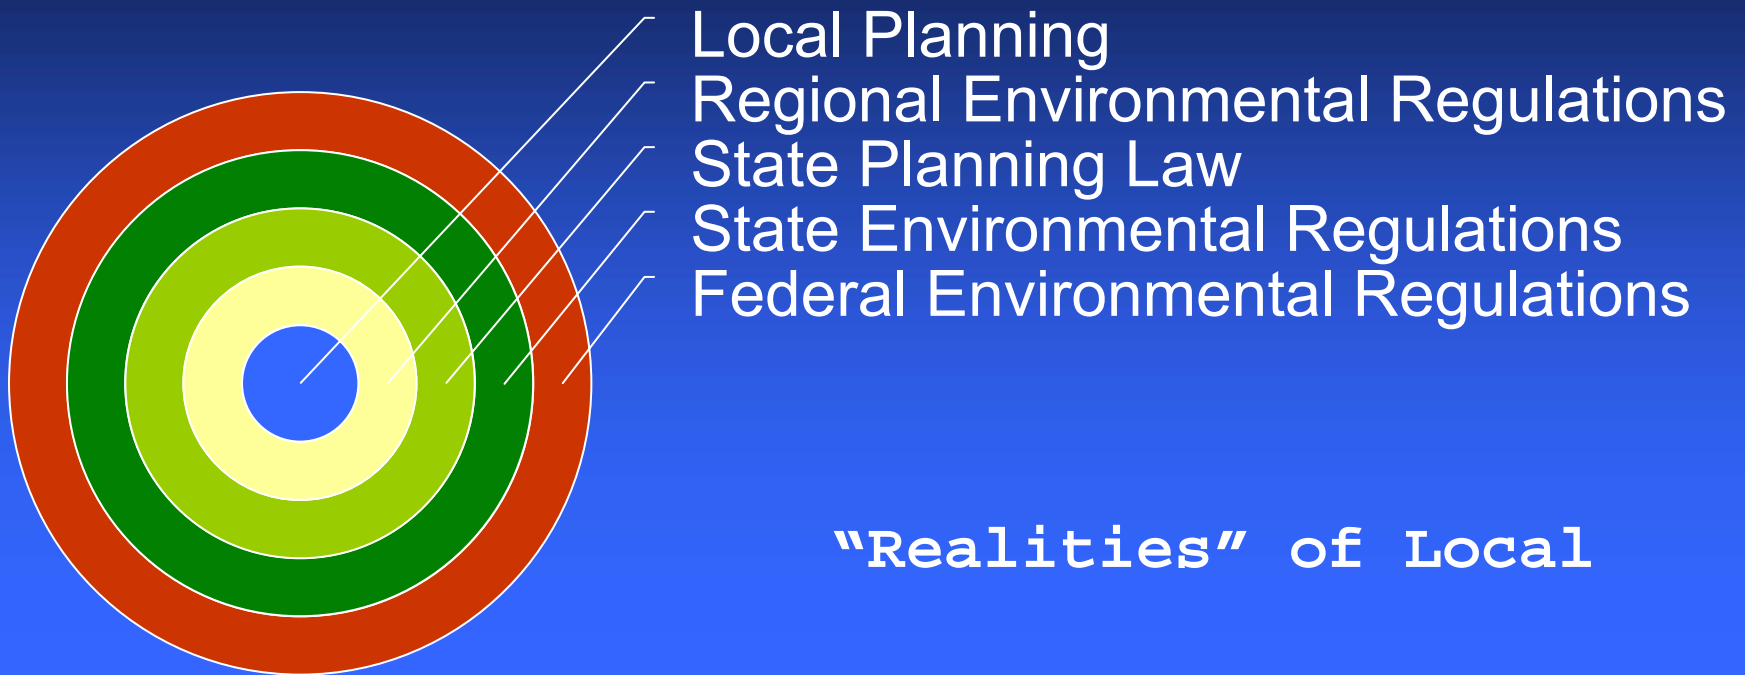 Local Planning
Regional Environmental Regulations
State Planning Law
State Environmental Regulations
Federal Environmental Regulations
“Realities” of Local